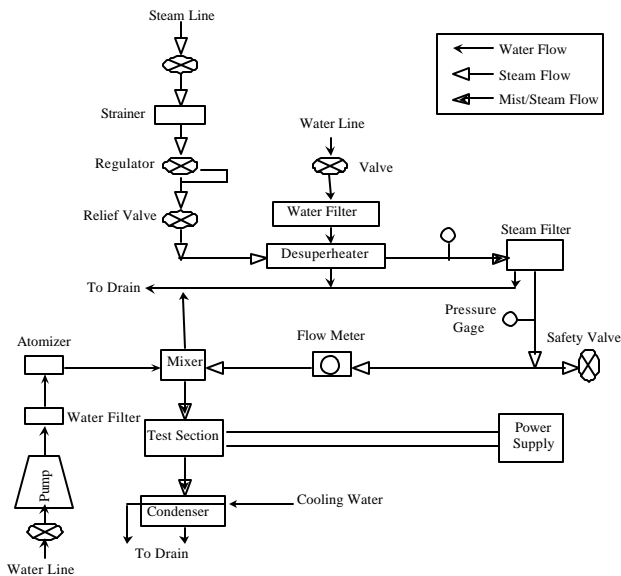 Steam Line
Water Flow
Steam Flow
Mist/Steam Flow
Strainer
Water Line
Regulator
Valve
Relief Valve
Water Filter
Steam Filter
Desuperheater
To Drain
Pressure
Gage
Flow Meter
Safety Valve
Atomizer
Mixer
Water Filter
Test Section
Power
Supply
Pump
Cooling Water
Condenser
To Drain
Water Line